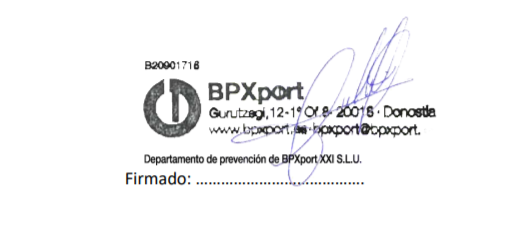 B20901716
BPXport
Gurutzegi, 12-1º Of.8- 20018 · Donostia
www.bpxport.es-bpxport@bpxport.
Departamento de prevención de BPXport XXI S.L.U.
Firmado: ………………………………….